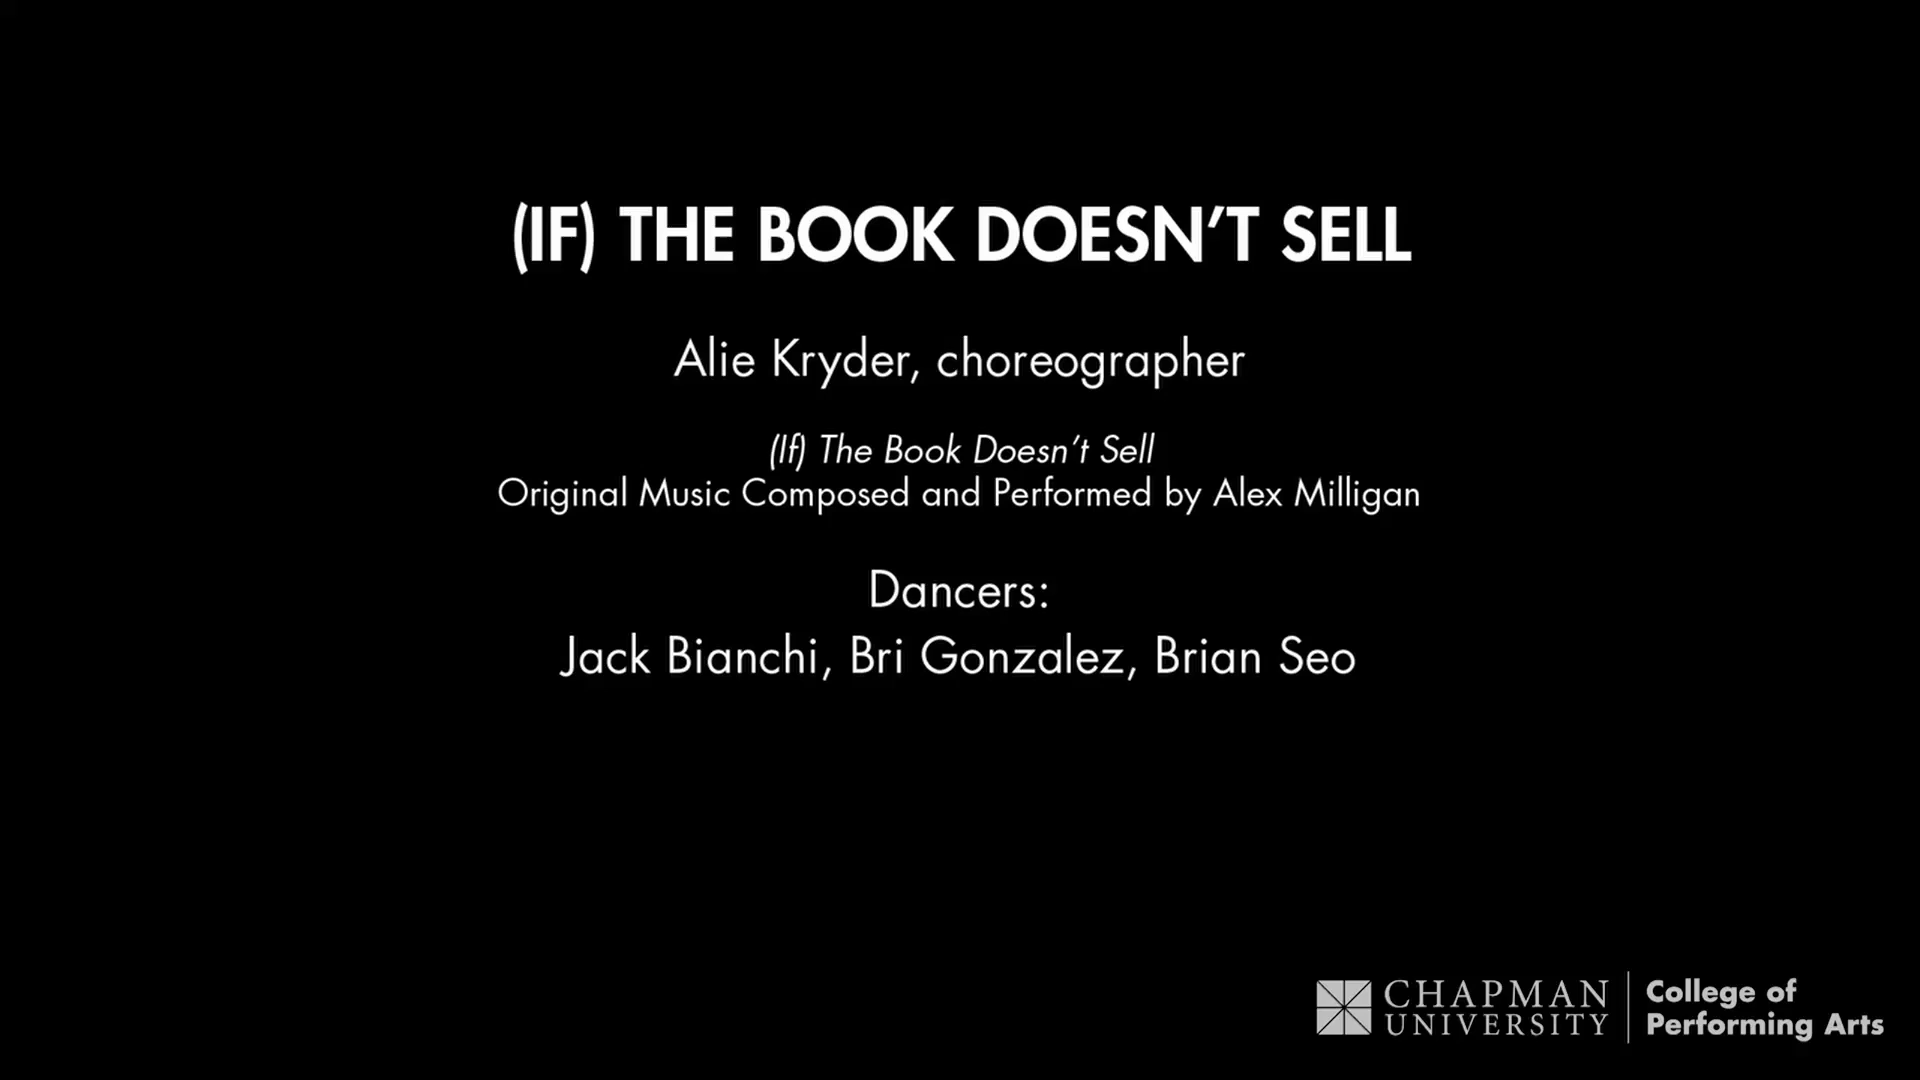 (IF) THE BOOK DOESN’T SELL
Alie Kryder, choreographer
(If) The Book Doesn’t Sell
Original Music Composed and Performed by Alex Milligan
Dancers:
Jack Bianchi, Bri Gonzalez, Brian Seo
CHAPMAN
UNIVERSITY
College of
Performing Arts